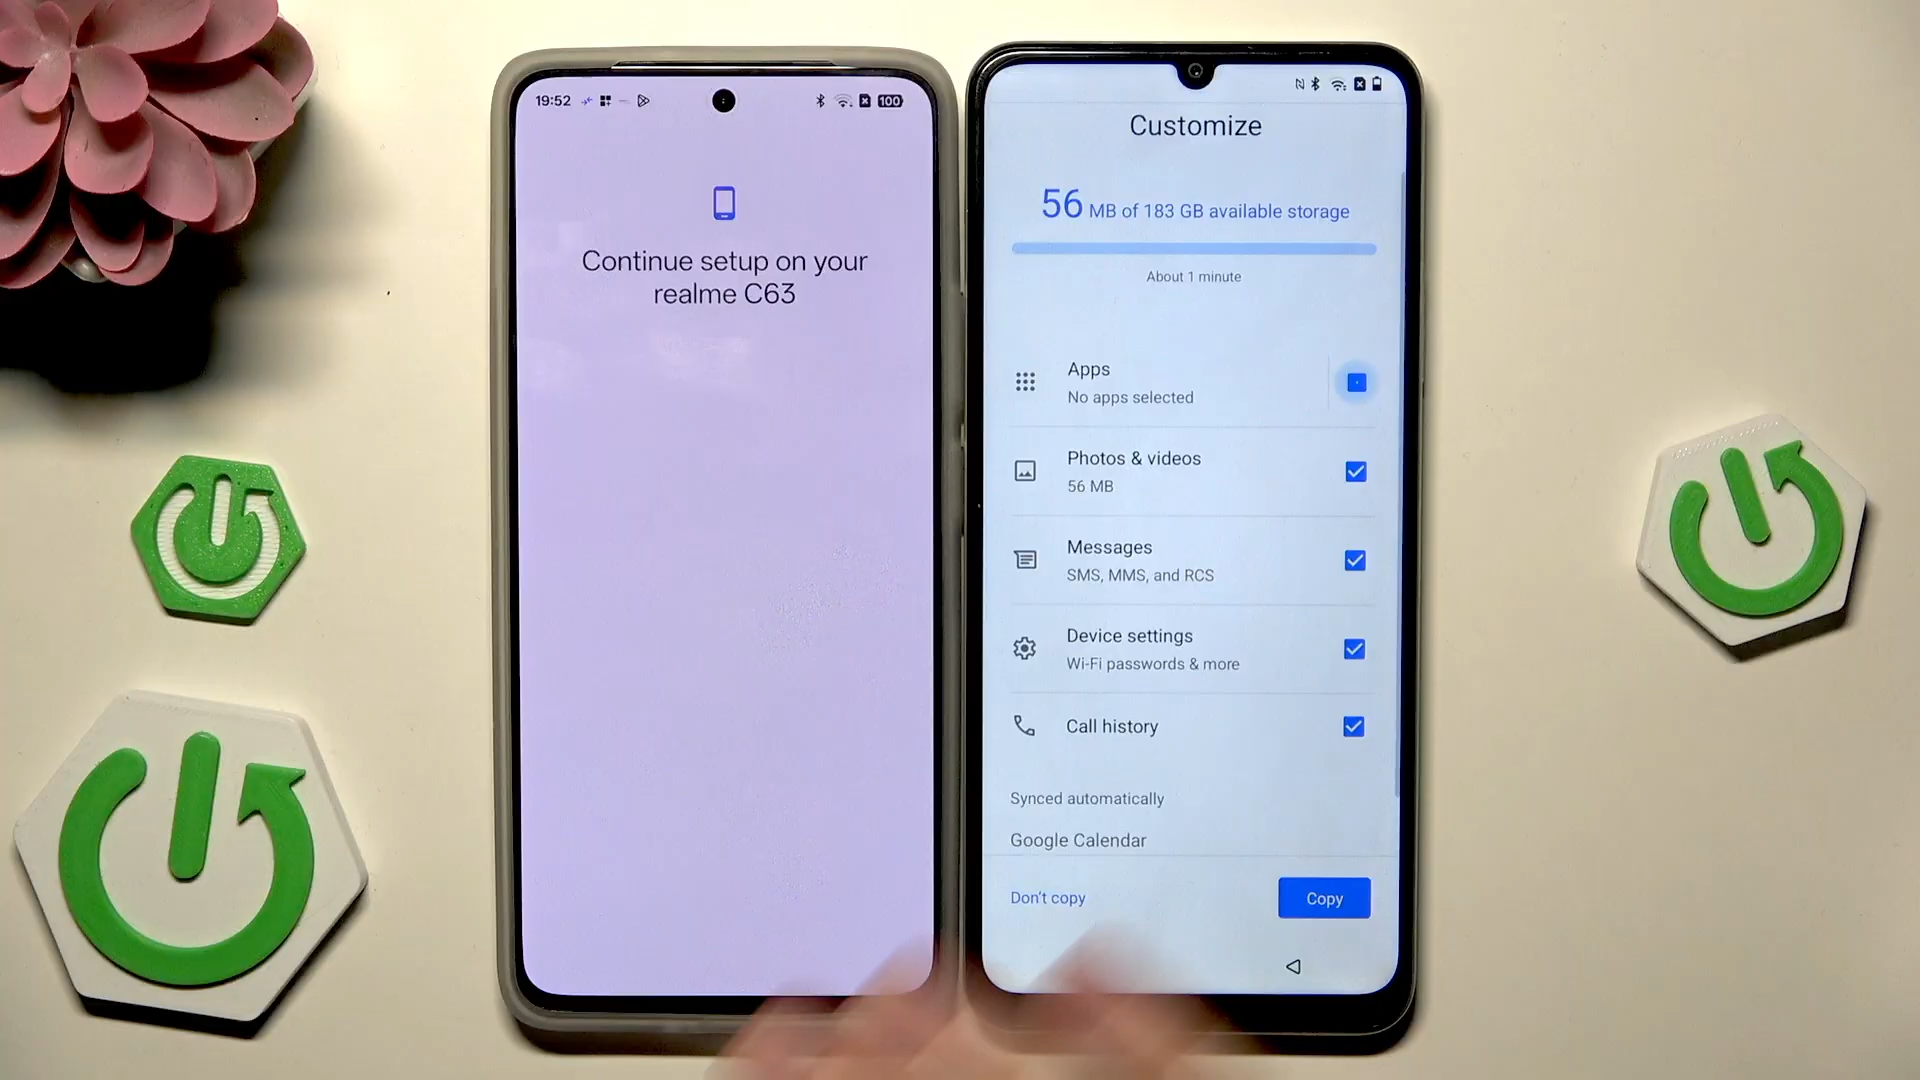 19:52
100
Continue setup on your
realme C63
Customize
56 MB of 183 GB available storage
About 1 minute
Apps
No apps selected
Photos & videos
56 MB
Messages
SMS, MMS, and RCS
Device settings
Wi-Fi passwords & more
Call history
Synced automatically
Google Calendar
Don't copy
Copy